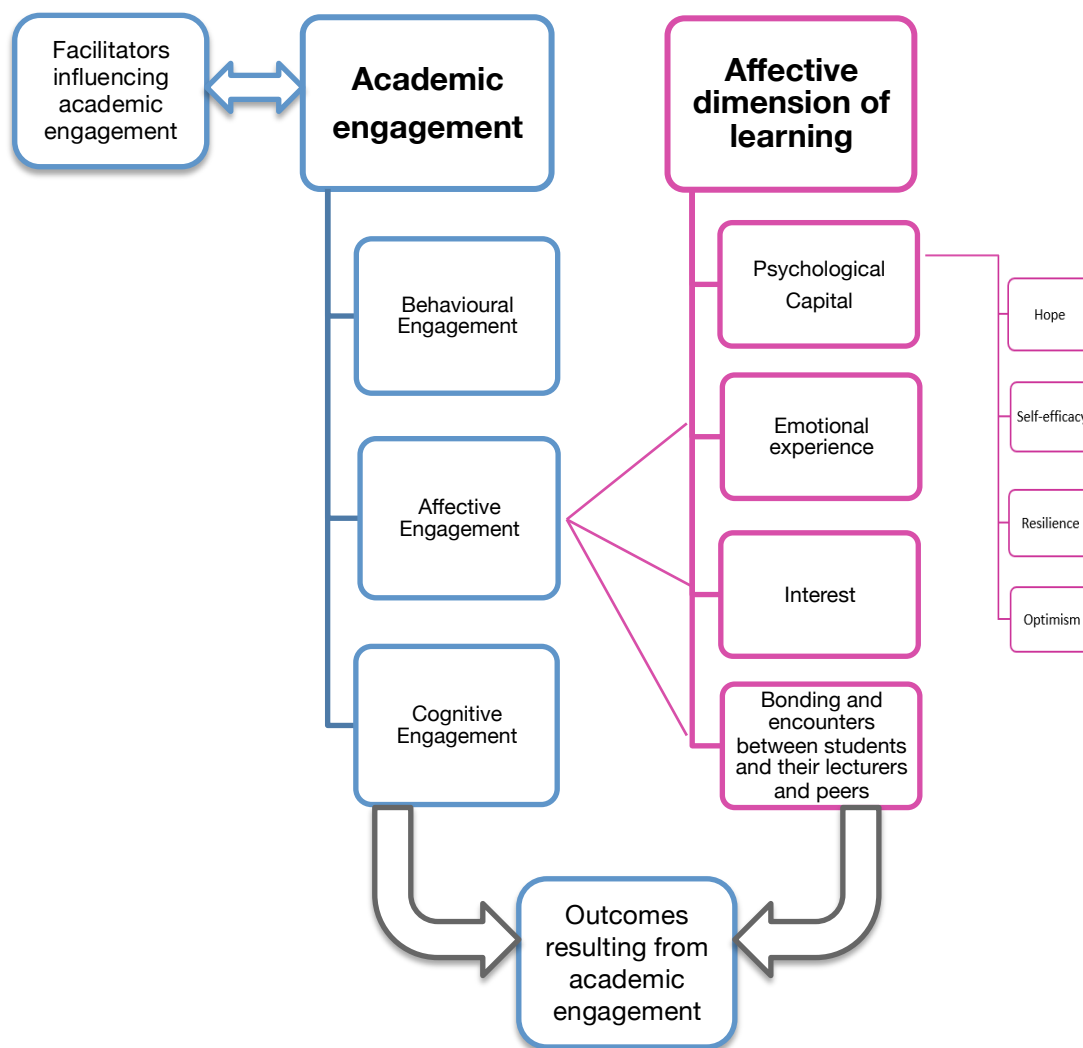 Facilitators
influencing
academic
engagement
Academic
engagement
Affective
dimension of
learning
Behavioural
Engagement
Affective
Engagement
Cognitive
Engagement
Psychological
Capital
Emotional
experience
Interest
Bonding and
encounters
between students
and their lecturers
and peers
Hope
Self-efficacy
Resilience
Optimism
Outcomes
resulting from
academic
engagement